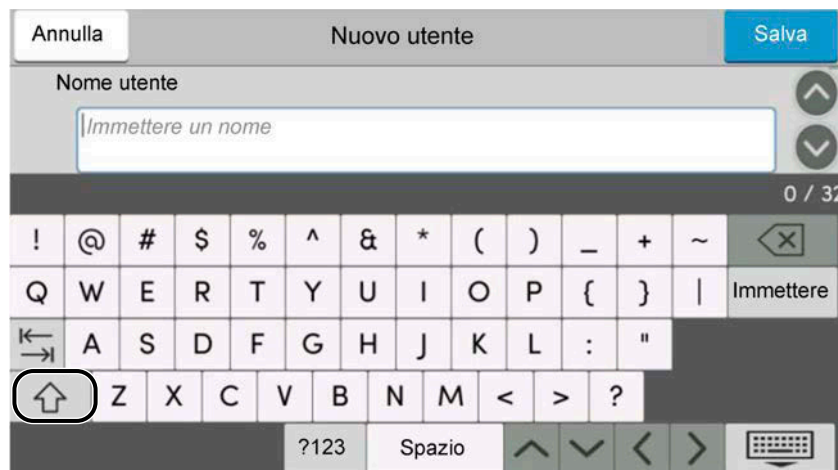 Annulla Nuovo utente Salva
Nome utente
Immettere un nome
0 / 32
! @ # $ % ^ & * ( ) _ + ~
Q W E R T Y U I O P { } | Immettere
A S D F G H J K L : "
Z X C V B N M < > ?
?123 Spazio